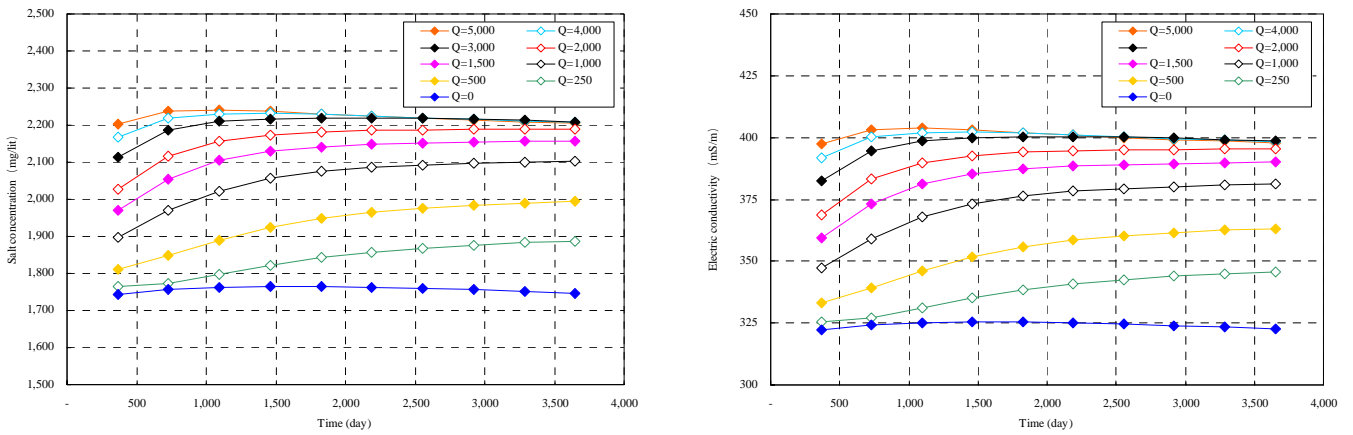 2,500
2,400
2,300
2,200
2,100
2,000
1,900
1,800
1,700
1,600
1,500
Salt concentration (mg/lit)
Q=5,000 Q=4,000
Q=3,000 Q=2,000
Q=1,500 Q=1,000
Q=500 Q=250
Q=0
- 500 1,000 1,500 2,000 2,500 3,000 3,500 4,000
Time (day)
450
425
400
375
350
325
300
Electric conductivity (mS/m)
Q=5,000 Q=4,000
Q=2,000
Q=1,500 Q=1,000
Q=500 Q=250
Q=0
- 500 1,000 1,500 2,000 2,500 3,000 3,500 4,000
Time (day)